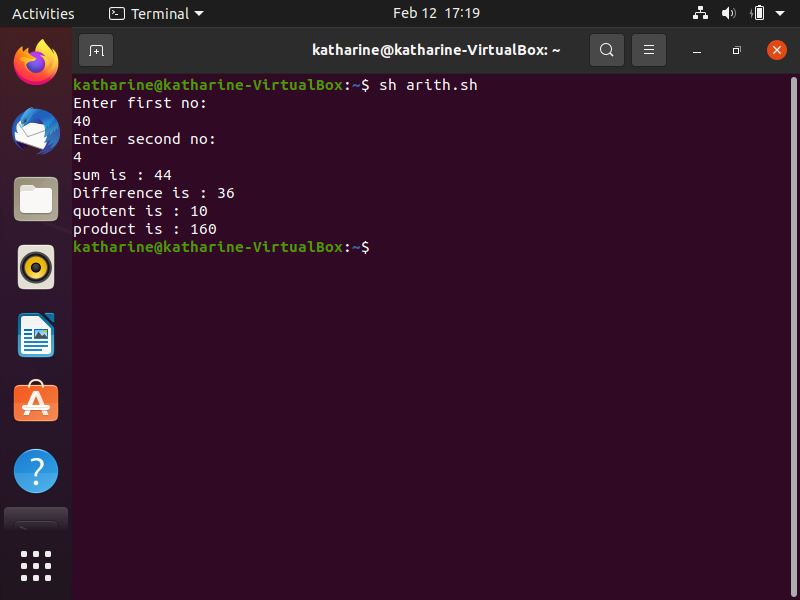 Activities
Terminal
Feb 12 17:19
katharine@katharine-VirtualBox: ~
katharine@katharine-VirtualBox:~$ sh arith.sh
Enter first no:
40
Enter second no:
4
sum is : 44
Difference is : 36
quotent is : 10
product is : 160
katharine@katharine-VirtualBox:~$